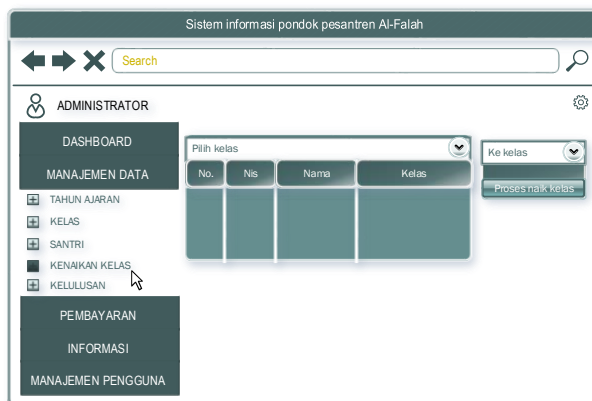 Sistem informasi pondok pesantren Al-Falah
Search
ADMINISTRATOR
DASHBOARD
MANAJEMEN DATA
TAHUN AJARAN
KELAS
SANTRI
KENAIKAN KELAS
KELULUSAN
PEMBAYARAN
INFORMASI
MANAJEMEN PENGGUNA
Pilih kelas
No. Nis Nama Kelas
Ke kelas
Proses naik kelas